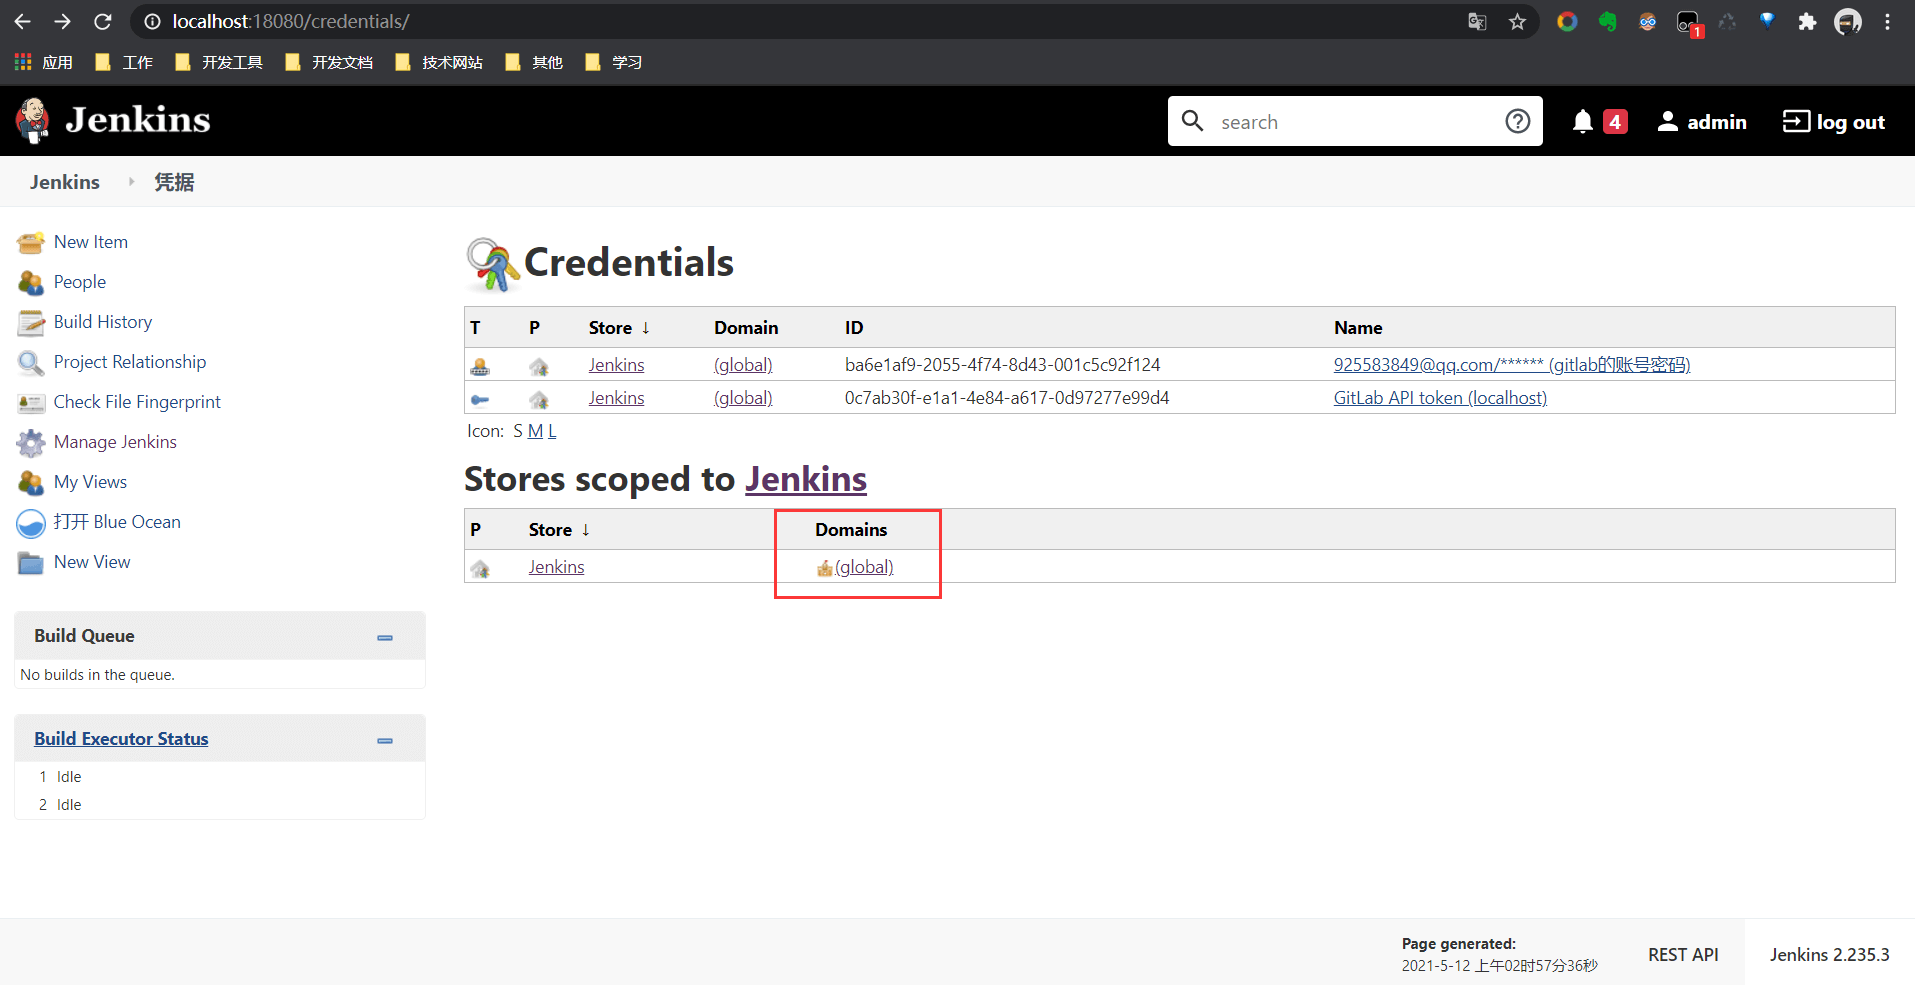 localhost:18080/credentials/
1
应用 工作 开发工具 开发文档 技术网站 其他 学习
Jenkins
search
4
admin
log out
Jenkins 凭据
New Item
People
Build History
Project Relationship
Check File Fingerprint
Manage Jenkins
My Views
打开 Blue Ocean
New View
Build Queue
No builds in the queue.
Build Executor Status
1 Idle
2 Idle
Credentials
T P Store ↓ Domain ID Name
Jenkins (global) ba6e1af9-2055-4f74-8d43-001c5c92f124 925583849@qq.com/****** (gitlab的账号密码)
Jenkins (global) 0c7ab30f-e1a1-4e84-a617-0d97277e99d4 GitLab API token (localhost)
Icon: S M L
Stores scoped to Jenkins
P Store ↓ Domains
Jenkins (global)
Page generated:
2021-5-12 上午02时57分36秒
REST API
Jenkins 2.235.3